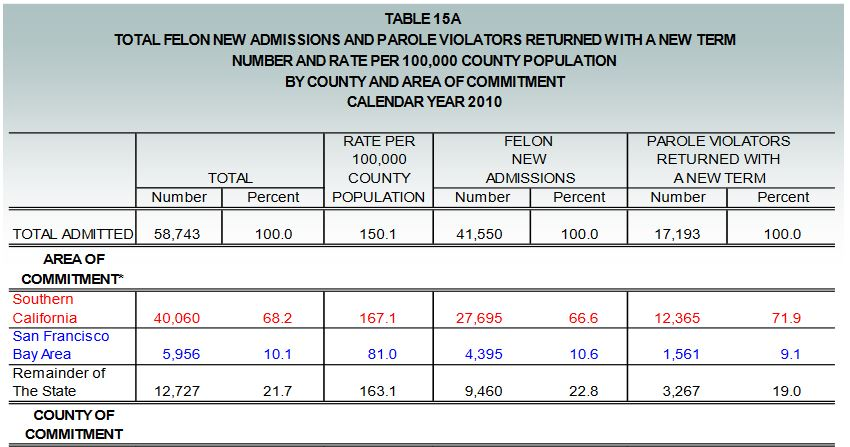 TABLE 15A
TOTAL FELON NEW ADMISSIONS AND PAROLE VIOLATORS RETURNED WITH A NEW TERM
NUMBER AND RATE PER 100,000 COUNTY POPULATION
BY COUNTY AND AREA OF COMMITMENT
CALENDAR YEAR 2010
RATE PER FELON PAROLE VIOLATORS
100,000 NEW RETURNED WITH
TOTAL COUNTY ADMISSIONS A NEW TERM
Number Percent POPULATION Number Percent Number Percent
TOTAL ADMITTED 58,743 100.0 150.1 41,550 100.0 17,193 100.0
AREA OF
COMMITMENT*
Southern
California 40,060 68.2 167.1 27,695 66.6 12,365 71.9
San Francisco
Bay Area 5,956 10.1 81.0 4,395 10.6 1,561 9.1
Remainder of
The State 12,727 21.7 163.1 9,460 22.8 3,267 19.0
COUNTY OF
COMMITMENT